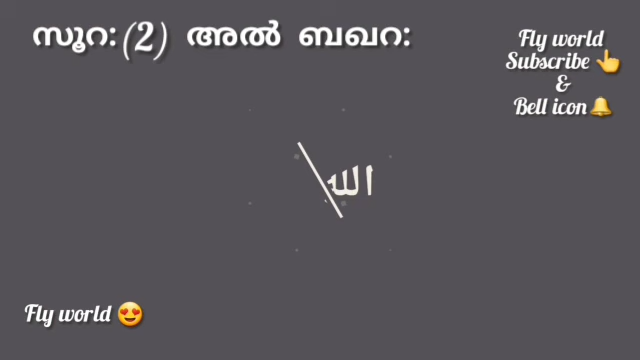 സൂറ:(2) അൽ ബഖറ:
Fly world
Subscribe 👆
&
Bell icon 🔔
الله
Fly world 😍